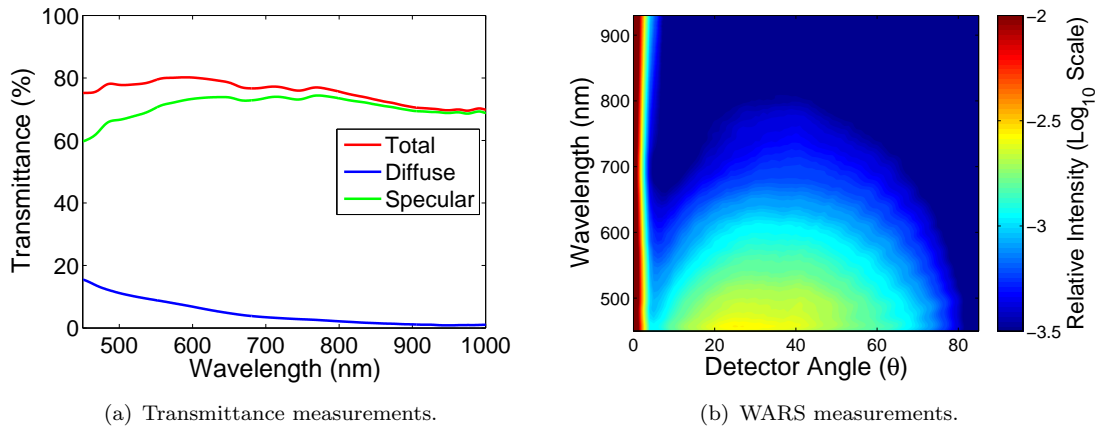 100
80
60
40
20
0
Transmittance (%)
Total
Diffuse
Specular
500 600 700 800 900 1000
Wavelength (nm)
(a) Transmittance measurements.
900
800
700
600
500
Wavelength (nm)
0 20 40 60 80
Detector Angle (θ)
−2
−2.5
−3
−3.5
Relative Intensity (Log10 Scale)
(b) WARS measurements.